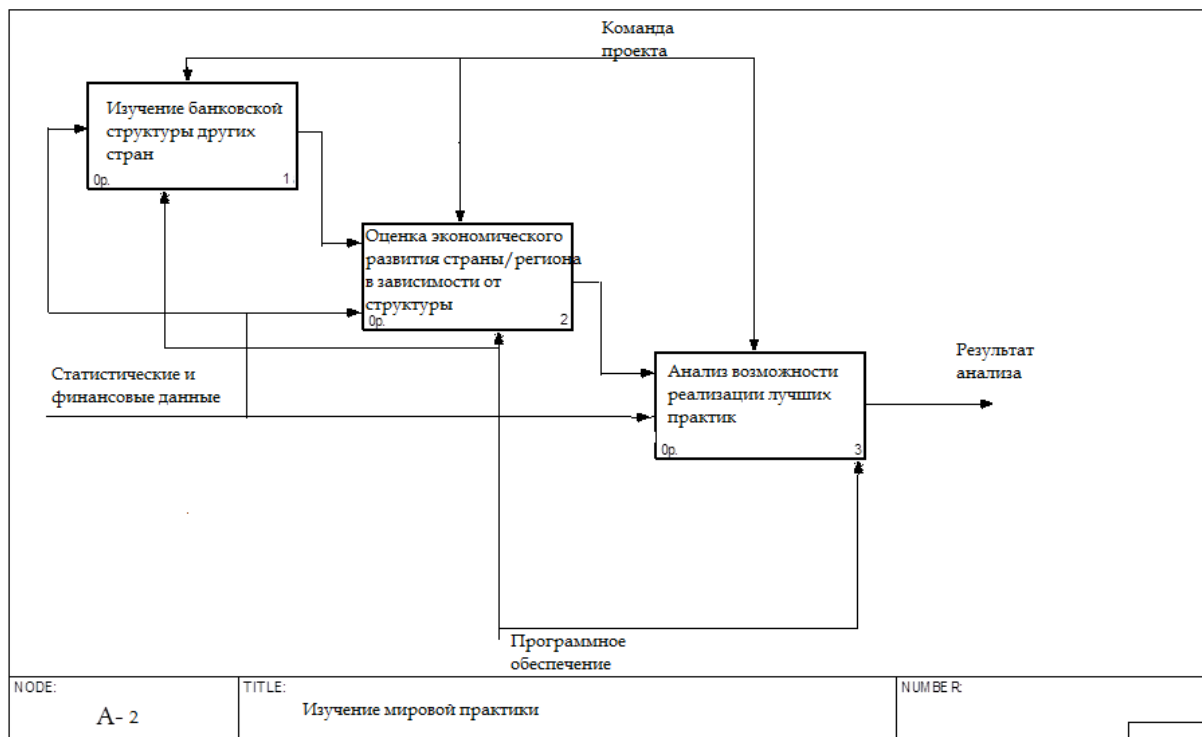 Команда
проекта
Изучение банковской
структуры других
стран
0р.
1
Оценка экономического
развития страны/региона
в зависимости от
структуры
0р.
2
Статистические и
финансовые данные
Анализ возможности
реализации лучших
практик
0р.
3
Результат
анализа
Программное
обеспечение
NODE:
А- 2
TITLE:
Изучение мировой практики
NUMBER: